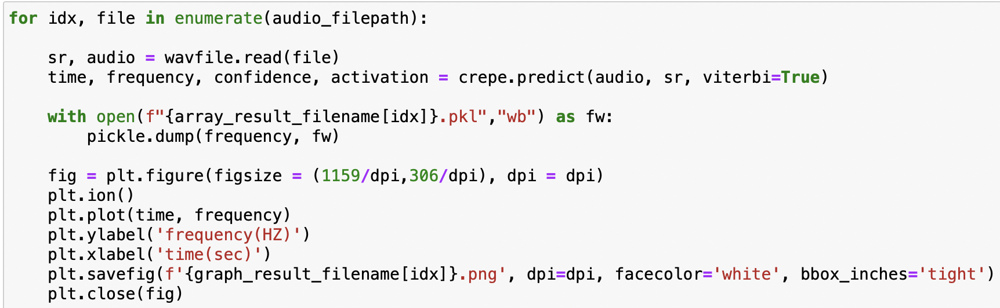 for idx, file in enumerate(audio_filepath):
sr, audio = wavfile.read(file)
time, frequency, confidence, activation = crepe.predict(audio, sr, viterbi=True)
with open(f"{array_result_filename[idx]}.pkl","wb") as fw:
pickle.dump(frequency, fw)
fig = plt.figure(figsize = (1159/dpi,306/dpi), dpi = dpi)
plt.ion()
plt.plot(time, frequency)
plt.ylabel('frequency(HZ)')
plt.xlabel('time(sec)')
plt.savefig(f'{graph_result_filename[idx]}.png', dpi=dpi, facecolor='white', bbox_inches='tight')
plt.close(fig)